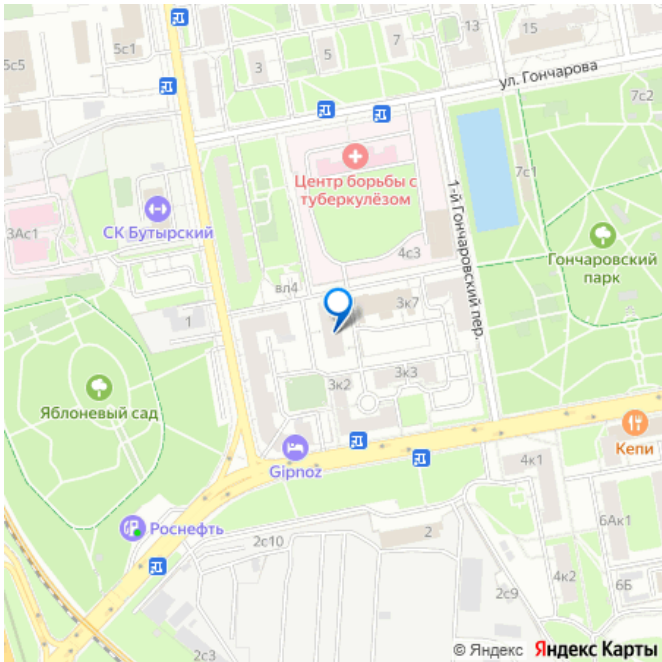 13
15
7
5с1
5
3
5с5
ул. Гончарова
7с2
Центр борьбы с
туберкулёзом
7с1
1-й Гончаровский пер.
СК Бутырский
3Ас1
4с3
Гончаровский
парк
вл4
3к7
1
3к3
3к2
Яблоневый сад
Кепи
4к1
Gipnoz
Роснефть
6Ак1
2
2с10
4к2
6Б
2с9
2с3
© Яндекс Яндекс Карты